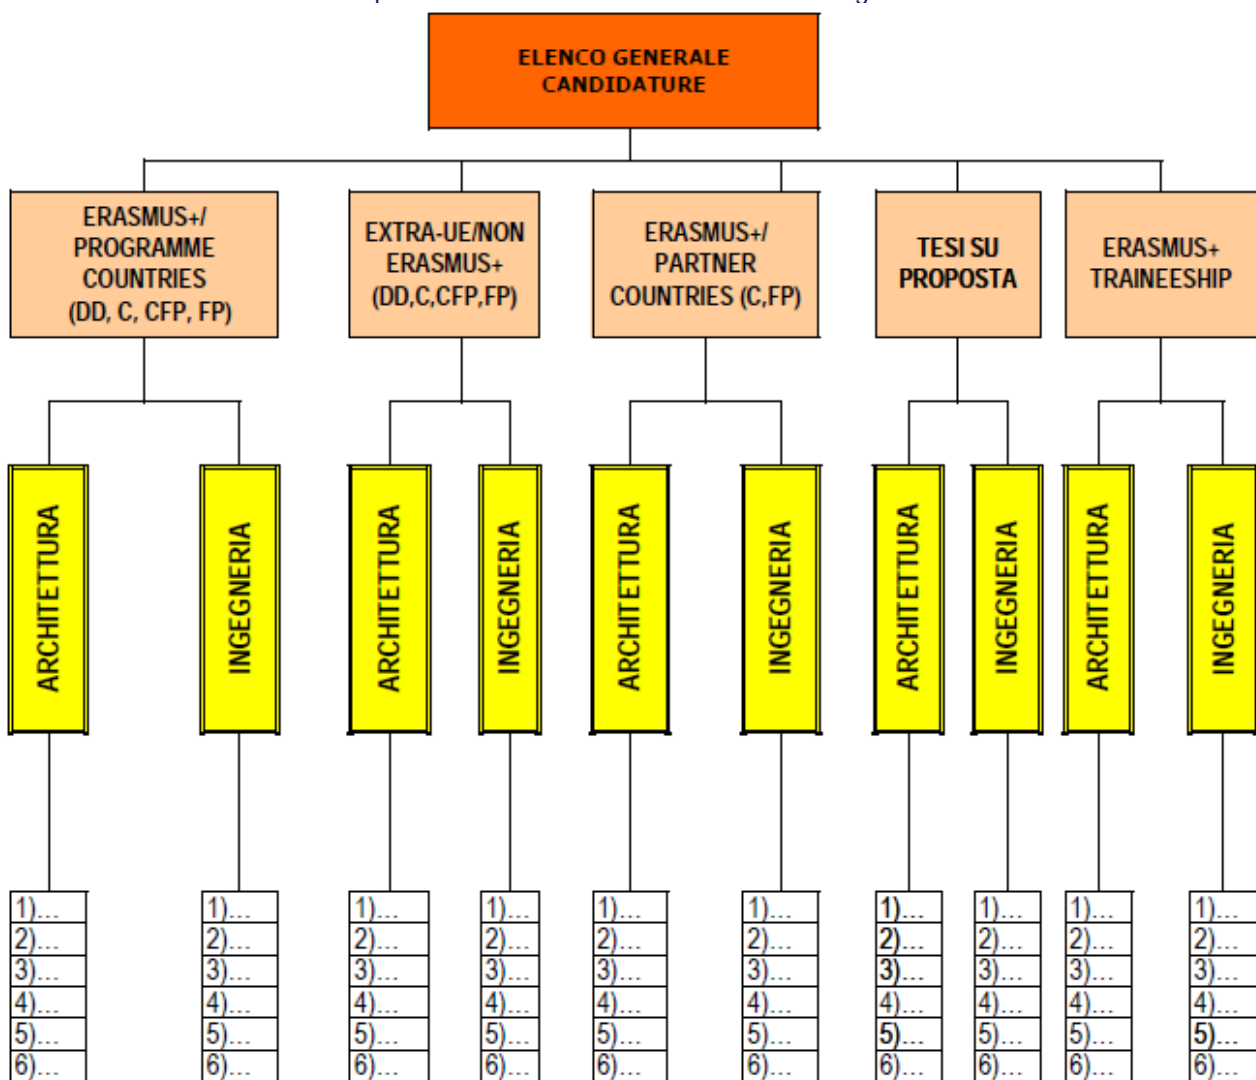 ELENCO GENERALE
CANDIDATURE
ERASMUS+/
PROGRAMME
COUNTRIES
(DD, C, CFP, FP)
EXTRA-UE/NON
ERASMUS+
(DD,C,CFP,FP)
ERASMUS+/
PARTNER
COUNTRIES (C,FP)
TESI SU
PROPOSTA
ERASMUS+
TRAINEESHIP
ARCHITETTURA
INGEGNERIA
ARCHITETTURA
INGEGNERIA
ARCHITETTURA
INGEGNERIA
ARCHITETTURA
INGEGNERIA
ARCHITETTURA
INGEGNERIA
1)... 1)... 1)... 1)... 1)... 1)... 1)... 1)... 1)... 1)...
2)... 2)... 2)... 2)... 2)... 2)... 2)... 2)... 2)... 2)...
3)... 3)... 3)... 3)... 3)... 3)... 3)... 3)... 3)... 3)...
4)... 4)... 4)... 4)... 4)... 4)... 4)... 4)... 4)... 4)...
5)... 5)... 5)... 5)... 5)... 5)... 5)... 5)... 5)... 5)...
6)... 6)... 6)... 6)... 6)... 6)... 6)... 6)... 6)... 6)...